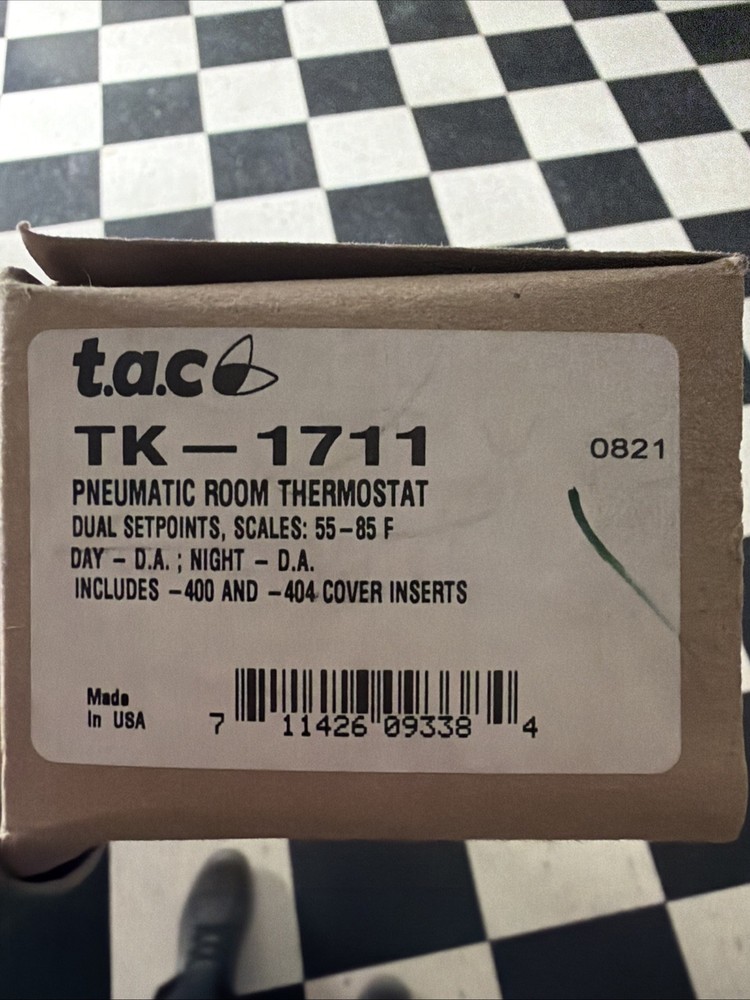 t.a.c
TK – 1711
0821
PNEUMATIC ROOM THERMOSTAT
DUAL SETPOINTS, SCALES: 55–85 F
DAY – D.A. ; NIGHT – D.A.
INCLUDES –400 AND –404 COVER INSERTS
Made
In USA
7 11426 09338 4